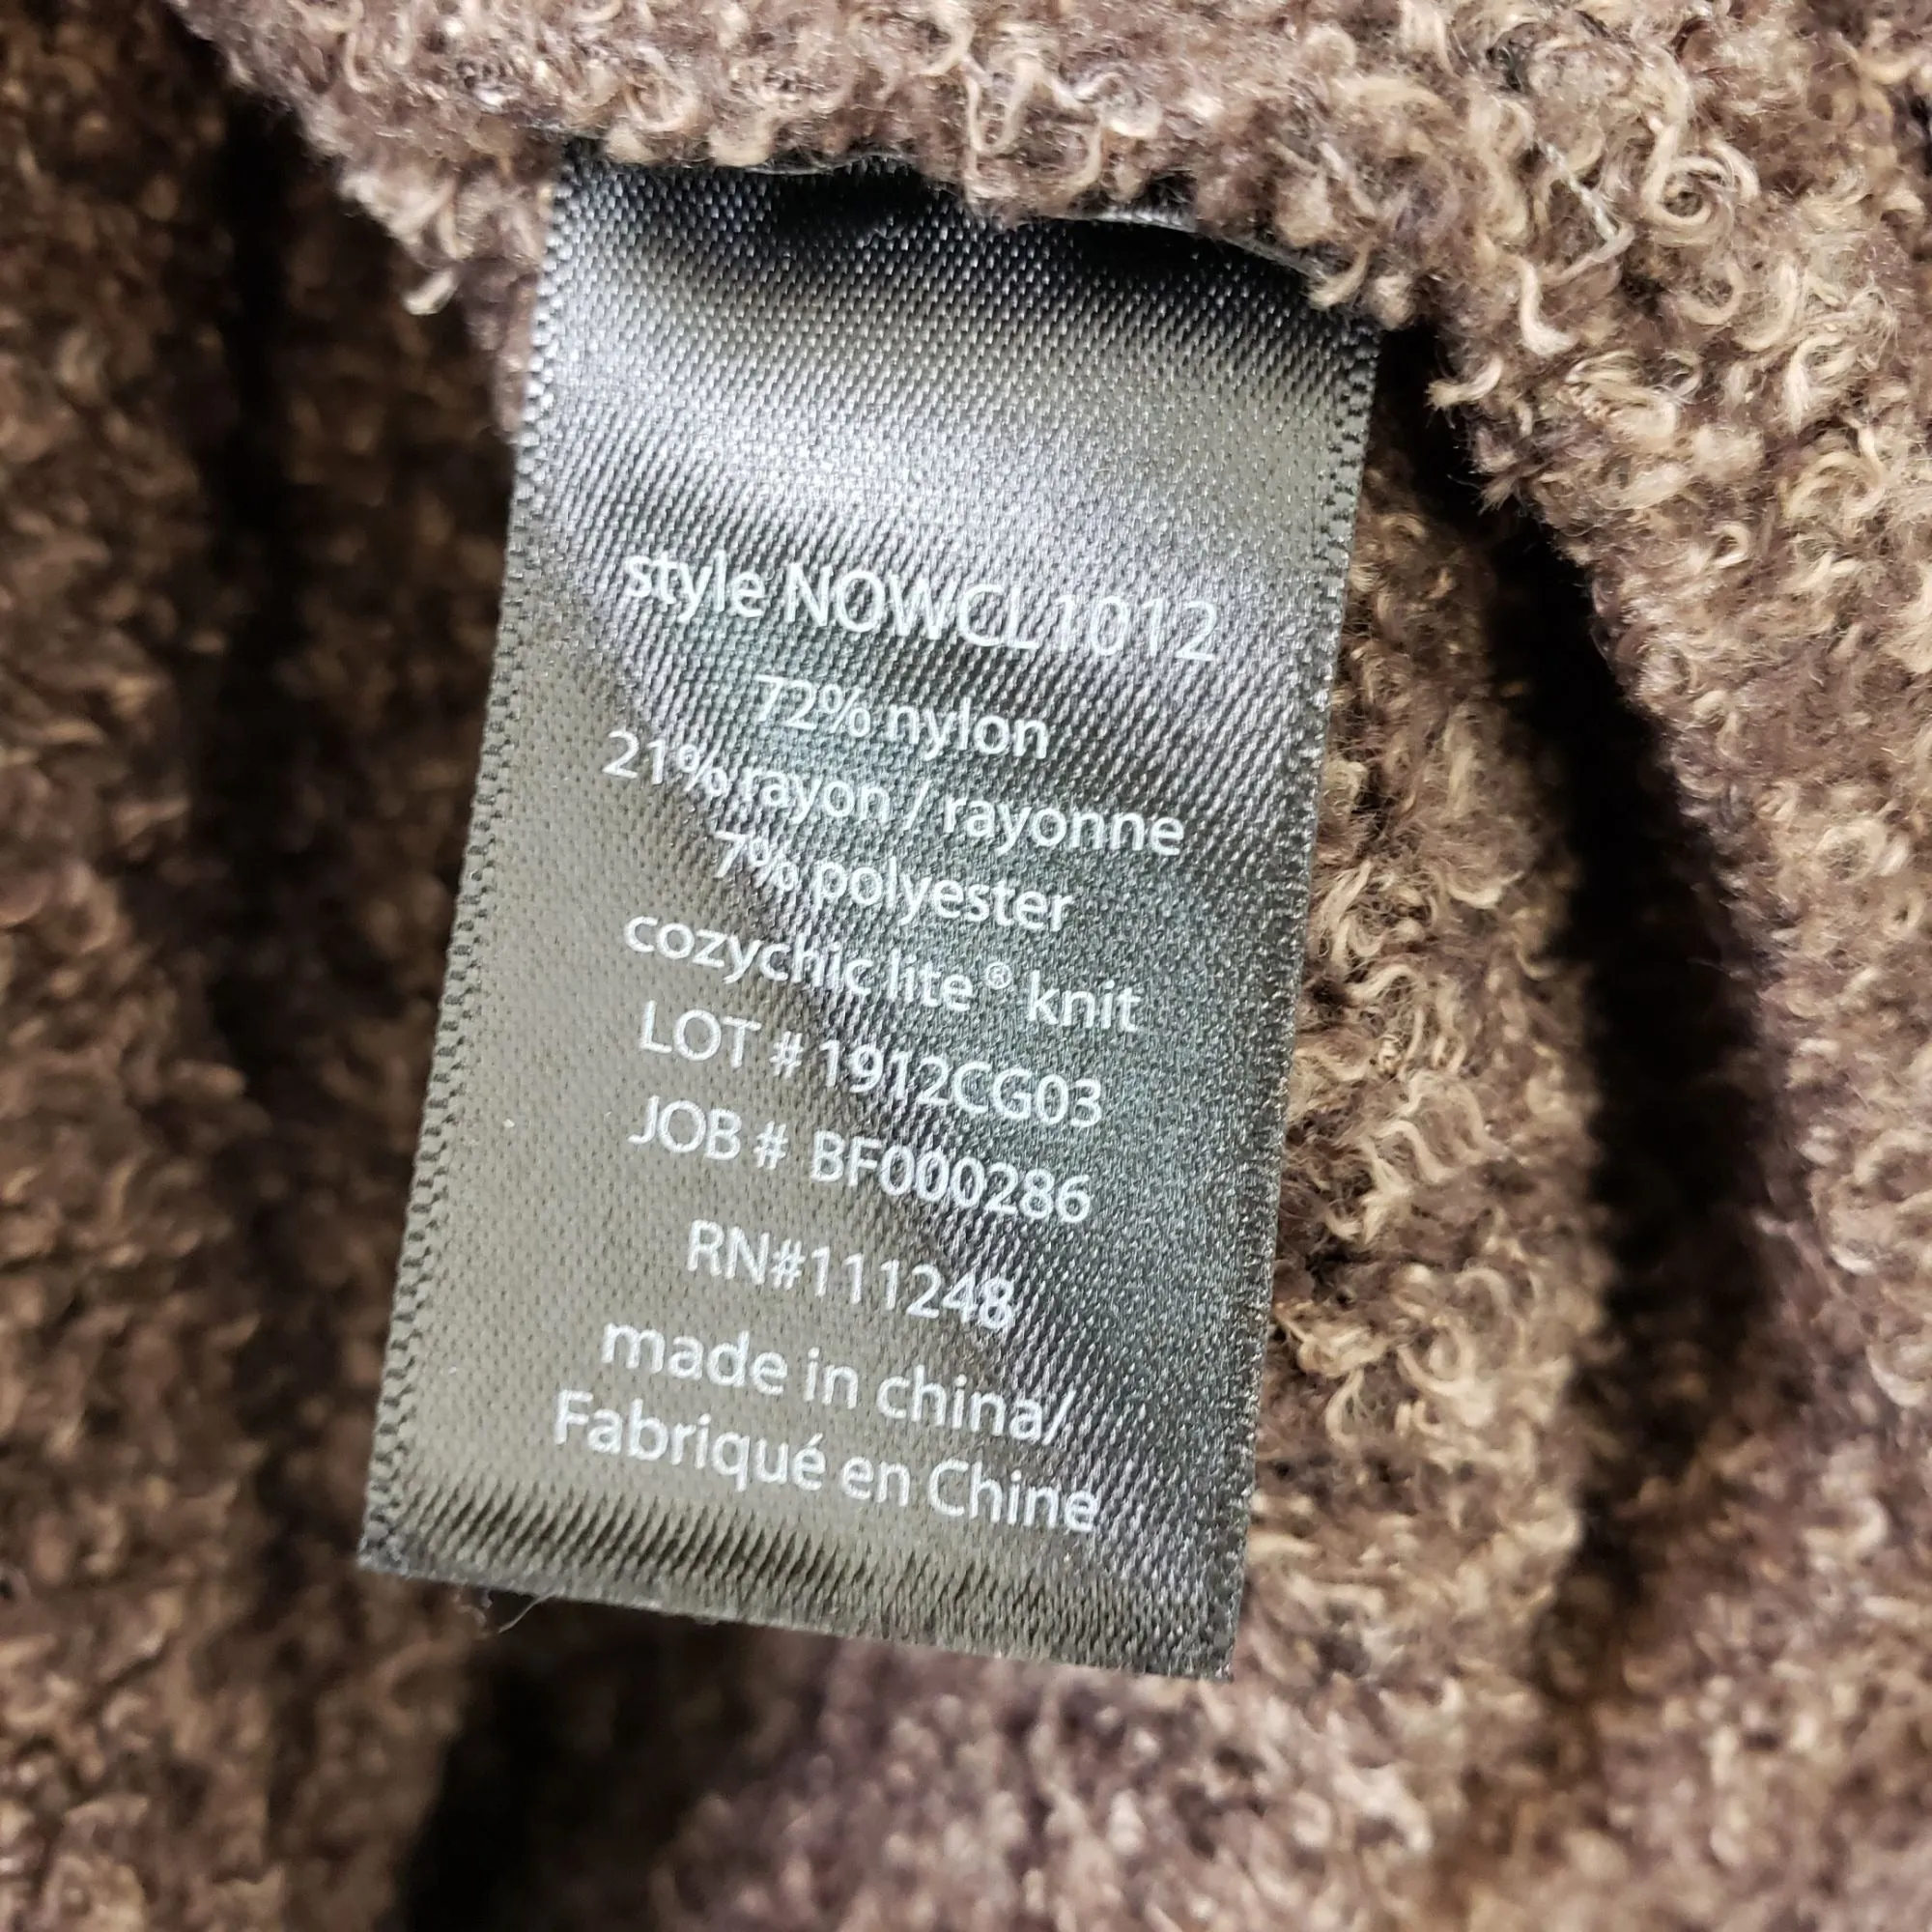 style NOWCL1012
72% nylon
21% rayon / rayonne
7% polyester
cozychic lite® knit
LOT # 1912CG03
JOB # BF000286
RN#111248
made in china/
Fabriqué en Chine